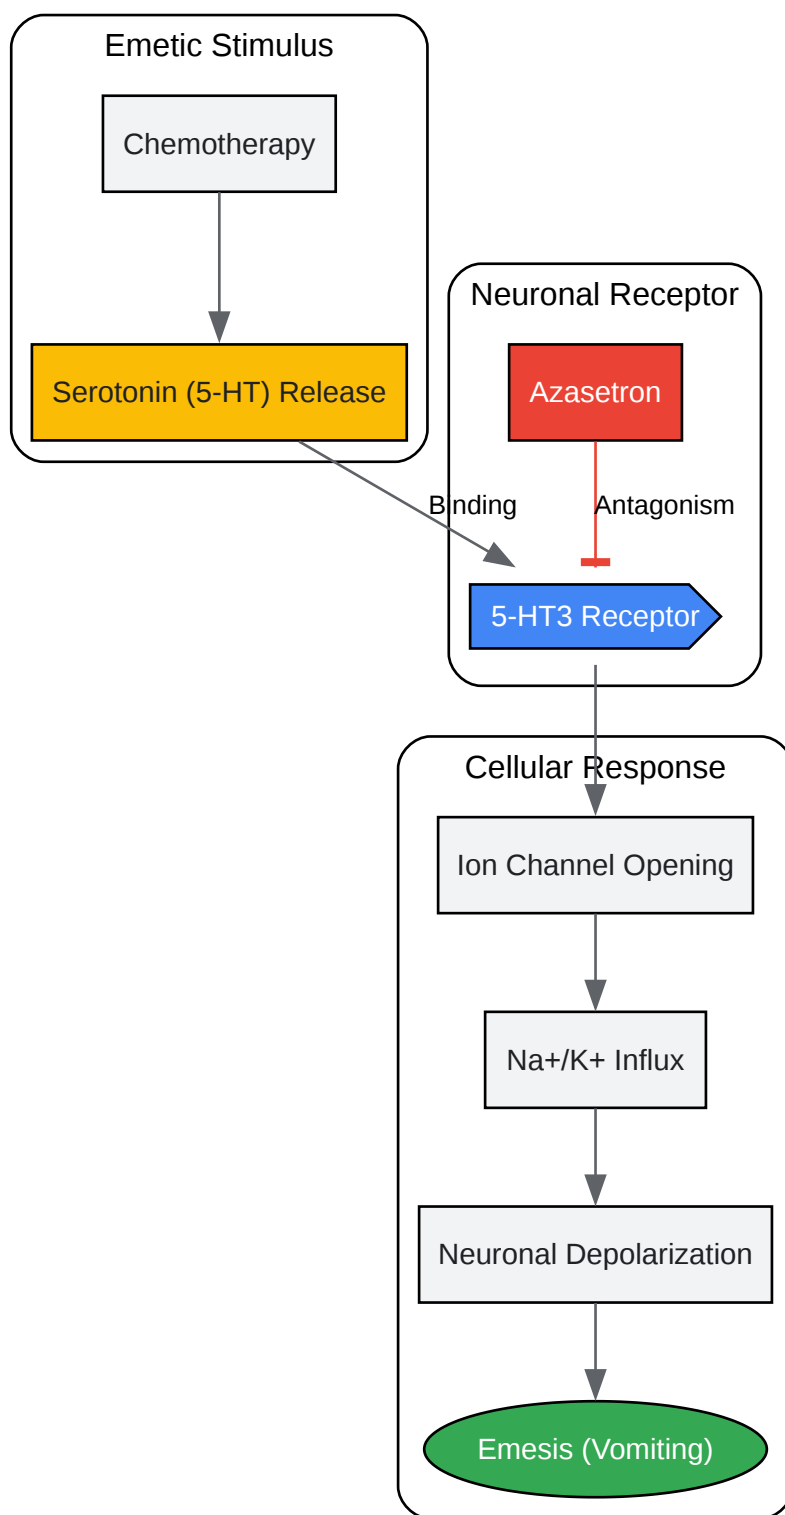 Emetic Stimulus
Chemotherapy
Serotonin (5-HT) Release
Neuronal Receptor
Azasetron
Binding
Antagonism
5-HT3 Receptor
Cellular Response
Ion Channel Opening
Na+/K+ Influx
Neuronal Depolarization
Emesis (Vomiting)